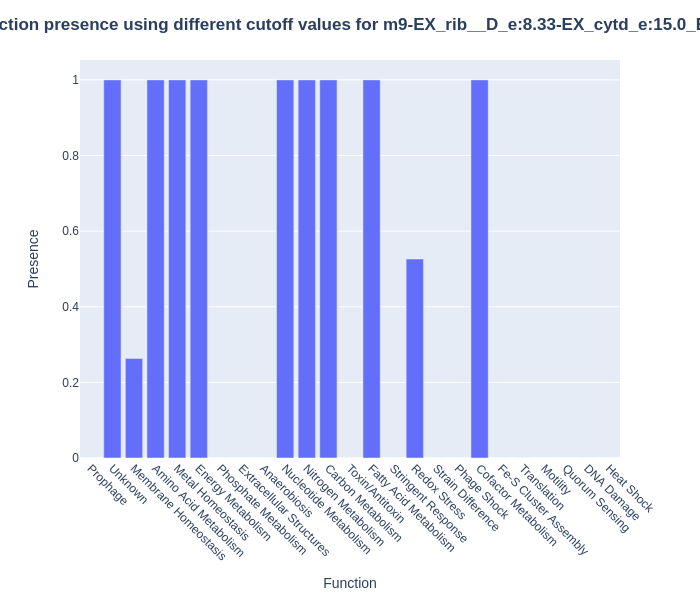 ction presence using different cutoff values for m9-EX_rib__D_e:8.33-EX_cytd_e:15.0_E
1
0.8
0.6
0.4
0.2
0
Presence
Prophage
Unknown
Membrane Homeostasis
Amino Acid Metabolism
Metal Homeostasis
Energy Metabolism
Phosphate Metabolism
Extracellular Structures
Anaerobiosis
Nucleotide Metabolism
Nitrogen Metabolism
Carbon Metabolism
Toxin/Antitoxin
Fatty Acid Metabolism
Stringent Response
Redox Stress
Strain Difference
Phage Shock
Cofactor Metabolism
Fe-S Cluster Assembly
Translation
Motility
Quorum Sensing
DNA Damage
Heat Shock
Function